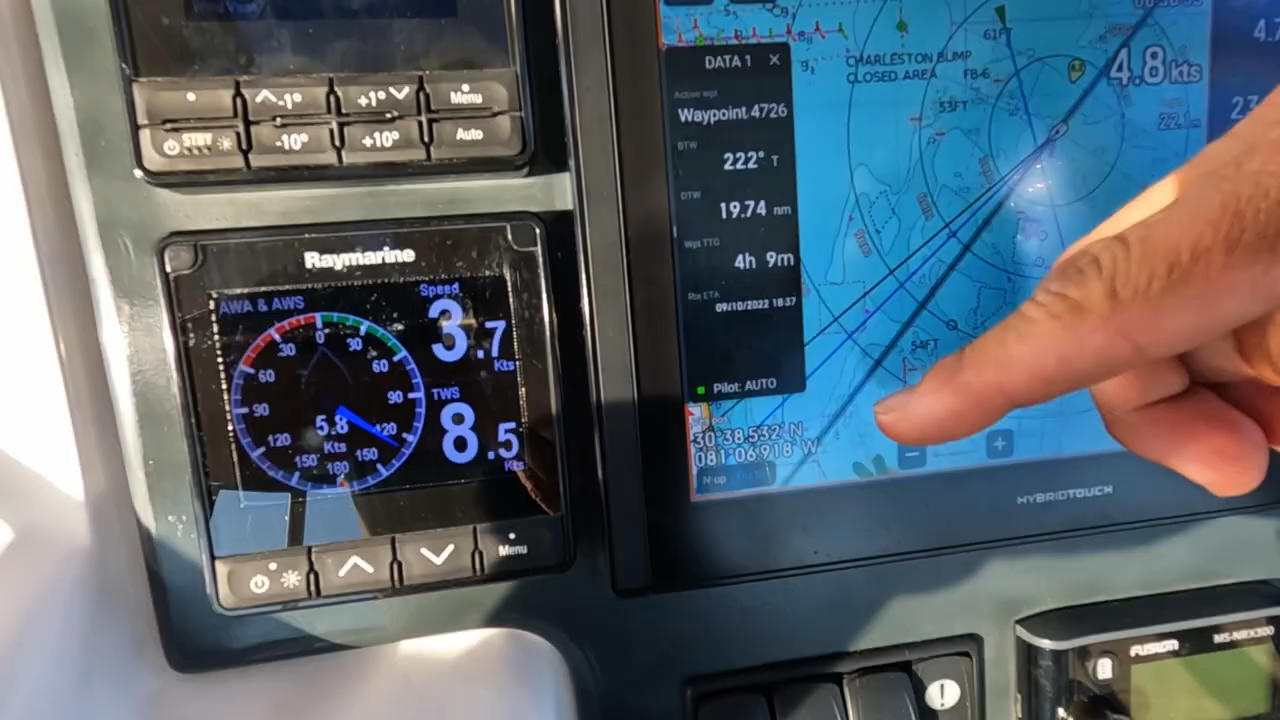 -1°
+1°
Menu
STBY
-10°
+10°
Auto
Raymarine
AWA & AWS
0
30
30
60
60
90
90
120
120
150
150
180
5.8
Kts
Speed
3.7
Kts
TWS
8.5
Kts
Menu
DATA 1
Active wpt
Waypoint 4726
BTW
222° T
DTW
19.74 nm
Wpt TTG
4h 9m
Rte ETA
09/10/2022 18:37
Pilot: AUTO
30°38.532' N
081°06.918' W
N-up
CHARLESTON BUMP
CLOSED AREA
FB-6
61FT
53FT
54FT
4.8 kts
HYBRIDTOUCH
FUSION
MS-NRX300